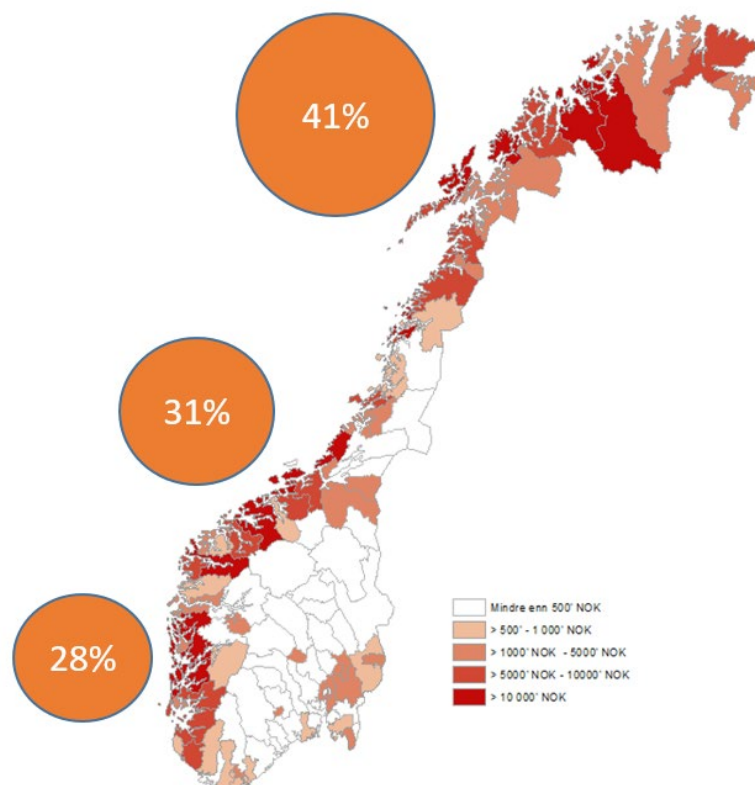 41%
31%
28%
Mindre enn 500' NOK
> 500' - 1 000' NOK
> 1000' NOK - 5000' NOK
> 5000' NOK - 10000' NOK
> 10 000' NOK